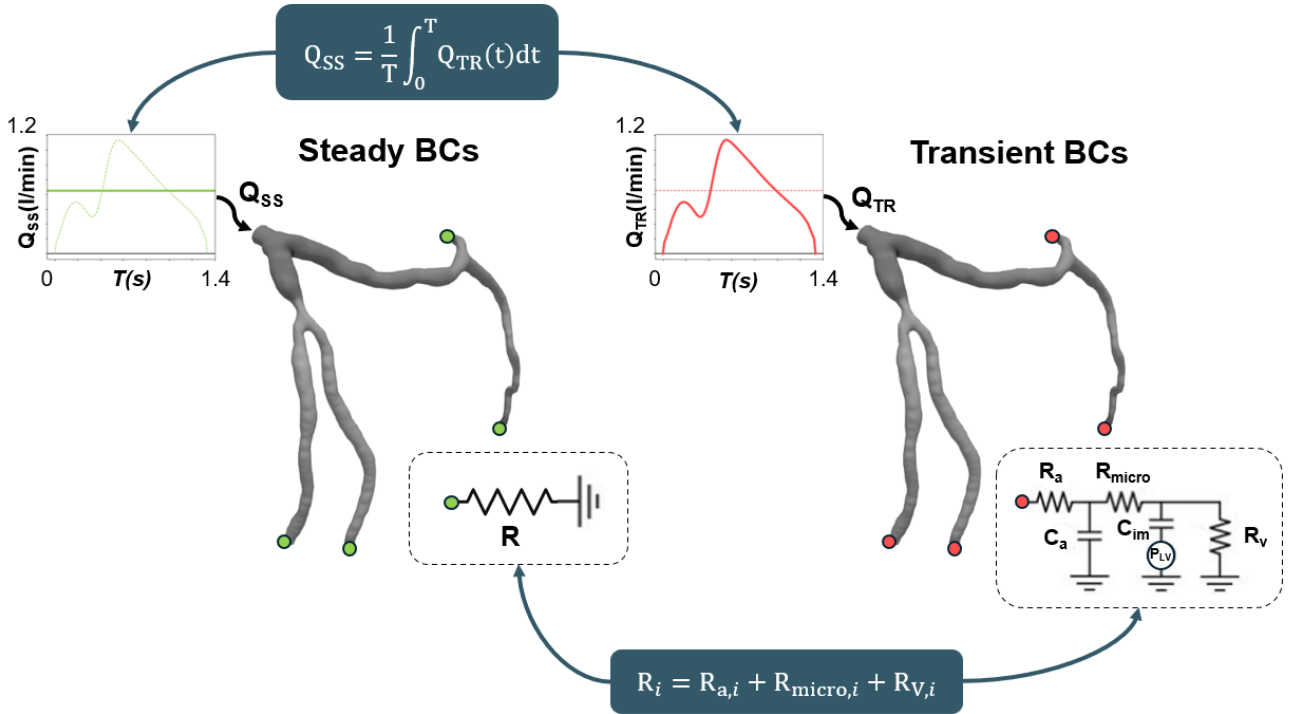 Q_SS = 1/T ∫_0^T Q_TR(t)dt
Steady BCs
1.2
Q_SS(l/min)
0
T(s)
1.4
Q_SS
Transient BCs
1.2
Q_TR(l/min)
0
T(s)
1.4
Q_TR
R
R_a
R_micro
C_a
C_im
P_LV
R_v
R_i = R_a,i + R_micro,i + R_V,i